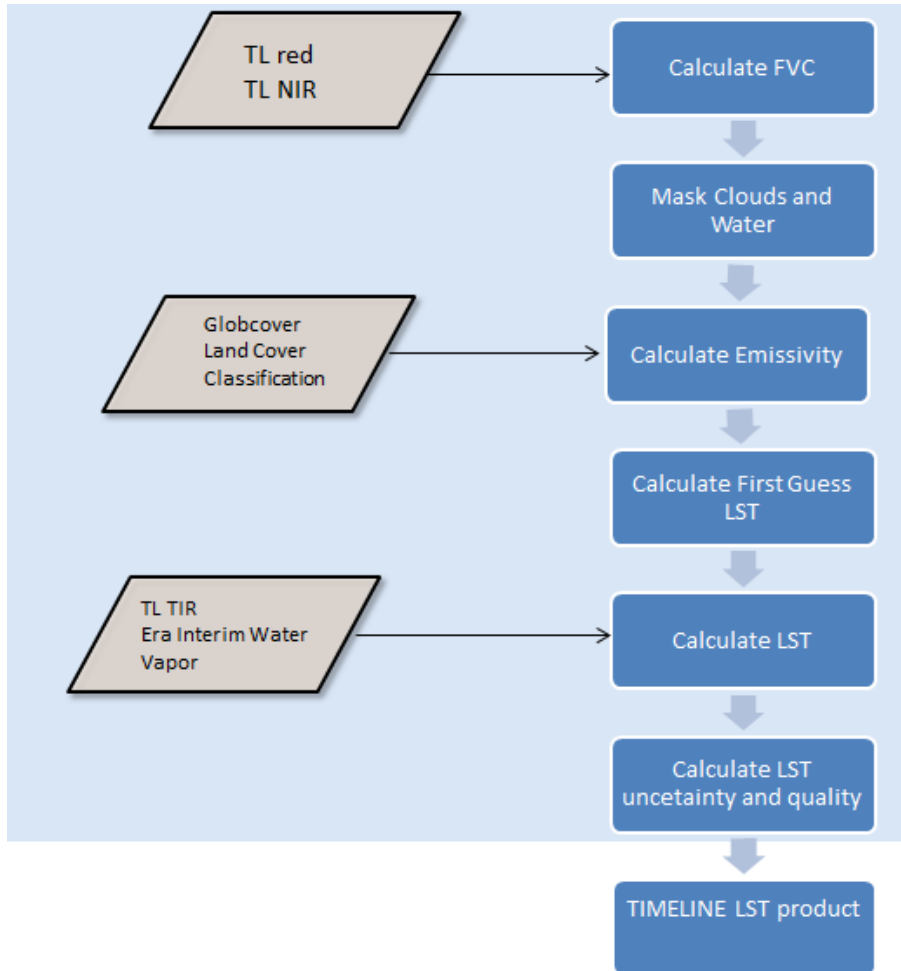 TL red
TL NIR
Calculate FVC
Mask Clouds and
Water
Globcover
Land Cover
Classification
Calculate Emissivity
Calculate First Guess
LST
TL TIR
Era Interim Water
Vapor
Calculate LST
Calculate LST
uncetainty and quality
TIMELINE LST product